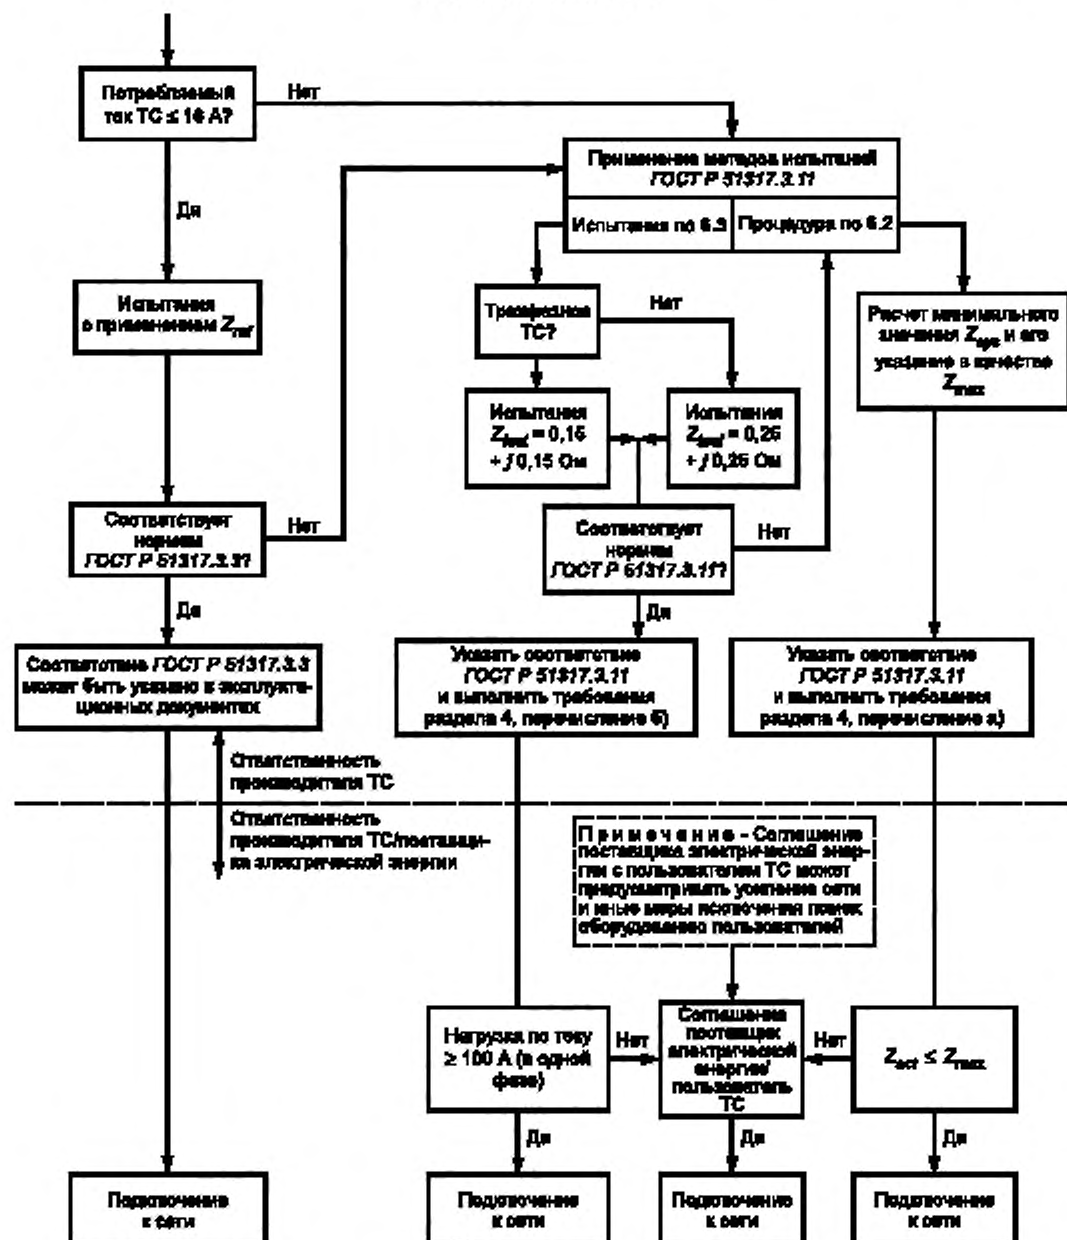 Потребляемый
ток ТС ≤ 16 А?
Нет
Да
Применение методов испытаний
ГОСТ Р 51317.3.11
Испытания по 6.3
Процедура по 6.2
Испытания
с применением Zref
Трехфазное
ТС?
Нет
Расчет минимального
значения Zsys и его
указание в качестве
Zmax
Испытания
Ztest = 0,15
+ j 0,15 Ом
Испытания
Ztest = 0,25
+ j 0,25 Ом
Соответствует
нормам
ГОСТ Р 51317.3.3?
Нет
Да
Соответствует
нормам
ГОСТ Р 51317.3.11?
Нет
Да
Соответствие ГОСТ Р 51317.3.3
может быть указано в эксплуата-
ционных документах
Указать соответствие
ГОСТ Р 51317.3.11
и выполнить требования
раздела 4, перечисление б)
Указать соответствие
ГОСТ Р 51317.3.11
и выполнить требования
раздела 4, перечисление а)
Ответственность
производителя ТС
Ответственность
производителя ТС/поставщи-
ка электрической энергии
Примечание - Соглашение
поставщика электрической энер-
гии с пользователем ТС может
предусматривать усиление сети
и иные меры исключения помех
оборудованию пользователей
Нагрузка по току
≥ 100 А (в одной
фазе)
Нет
Соглашение
поставщик
электрической
энергии/
пользователь
ТС
Нет
Zact ≤ Zmax
Да
Да
Да
Подключение
к сети
Подключение
к сети
Подключение
к сети
Подключение
к сети